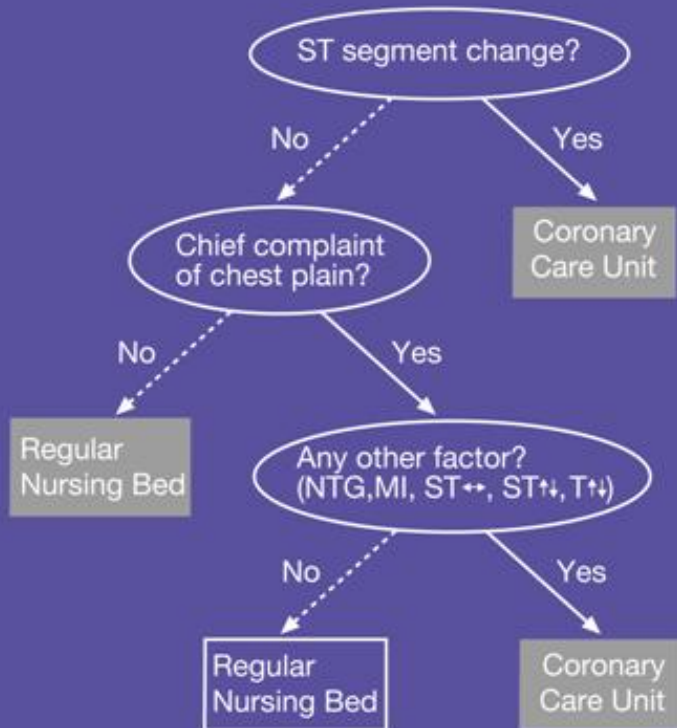 ST segment change?
No
Yes
Chief complaint
of chest plain?
Coronary
Care Unit
No
Yes
Regular
Nursing Bed
Any other factor?
(NTG,MI, ST↔, ST↑↓,T↑↓)
No
Yes
Regular
Nursing Bed
Coronary
Care Unit